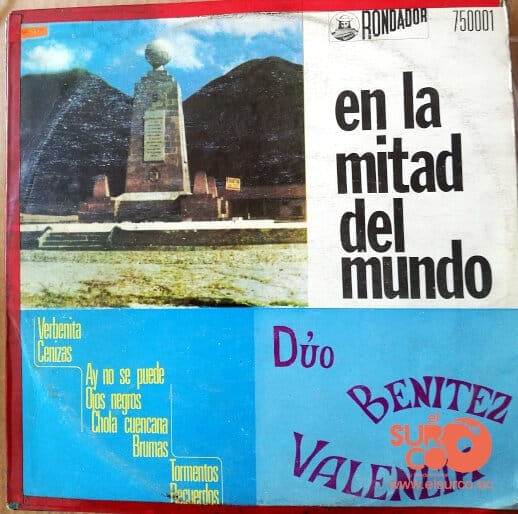 RONDADOR
750001
en la
mitad
del
mundo
Verbenita
Cenizas
Ay no se puede
Ojos negros
Chola cuencana
Brumas
Tormentos
Recuerdos
Dúo
BENITEZ
VALENCIA
el
SURCO
www.elsurco.ec